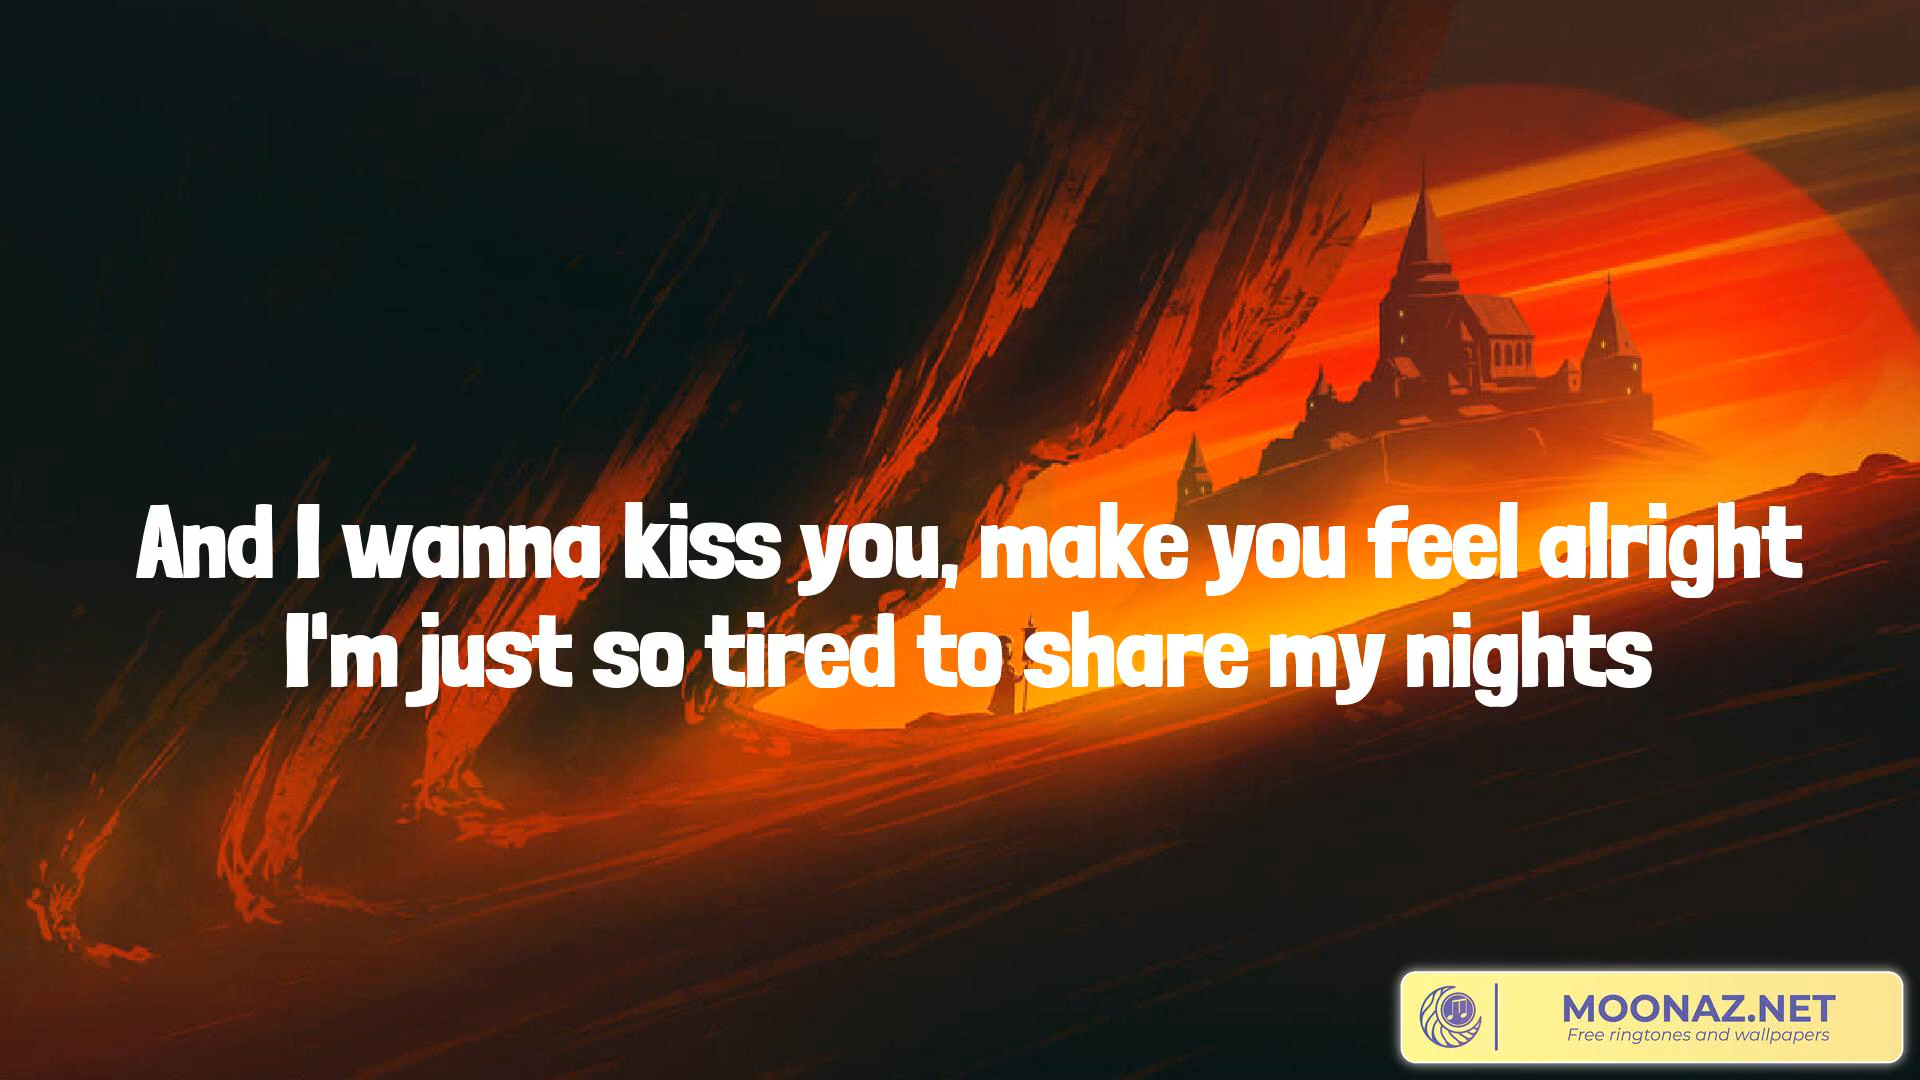 And I wanna kiss you, make you feel alright
I'm just so tired to share my nights
MOONAZ.NET
Free ringtones and wallpapers